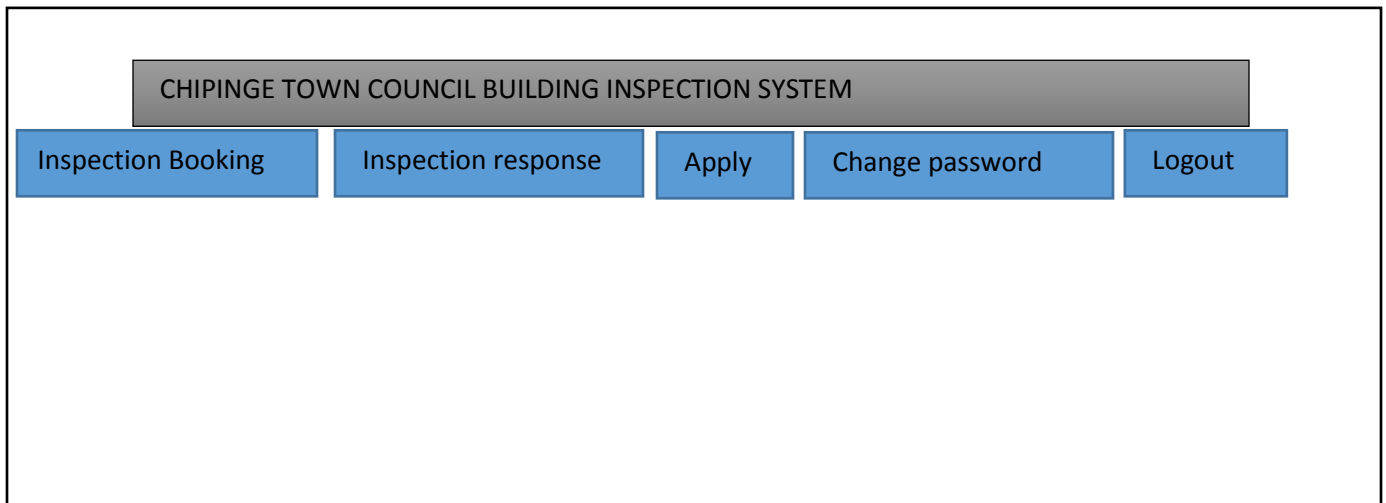 CHIPINGE TOWN COUNCIL BUILDING INSPECTION SYSTEM
Inspection Booking
Inspection response
Apply
Change password
Logout